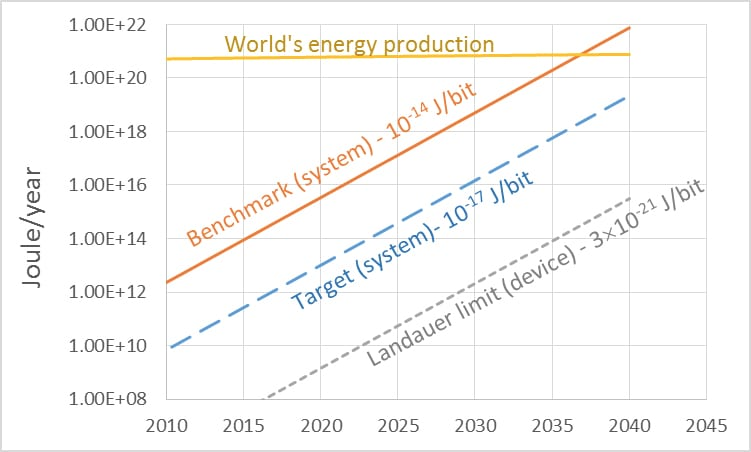 1.00E+22
World's energy production
1.00E+20
1.00E+18
1.00E+16
1.00E+14
1.00E+12
1.00E+10
1.00E+08
Joule/year
Benchmark (system) - 10⁻¹⁴ J/bit
Target (system)- 10⁻¹⁷ J/bit
Landauer limit (device) - 3×10⁻²¹ J/bit
2010 2015 2020 2025 2030 2035 2040 2045